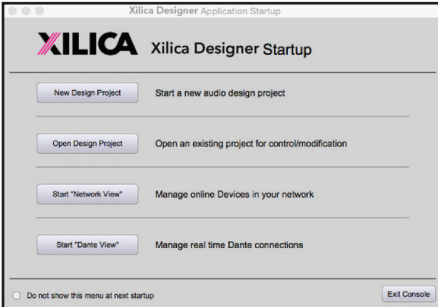 Xilica Designer Application Startup
XILICA Xilica Designer Startup
New Design Project Start a new audio design project
Open Design Project Open an existing project for control/modification
Start "Network View" Manage online Devices in your network
Start "Dante View" Manage real time Dante connections
Do not show this menu at next startup Exit Console